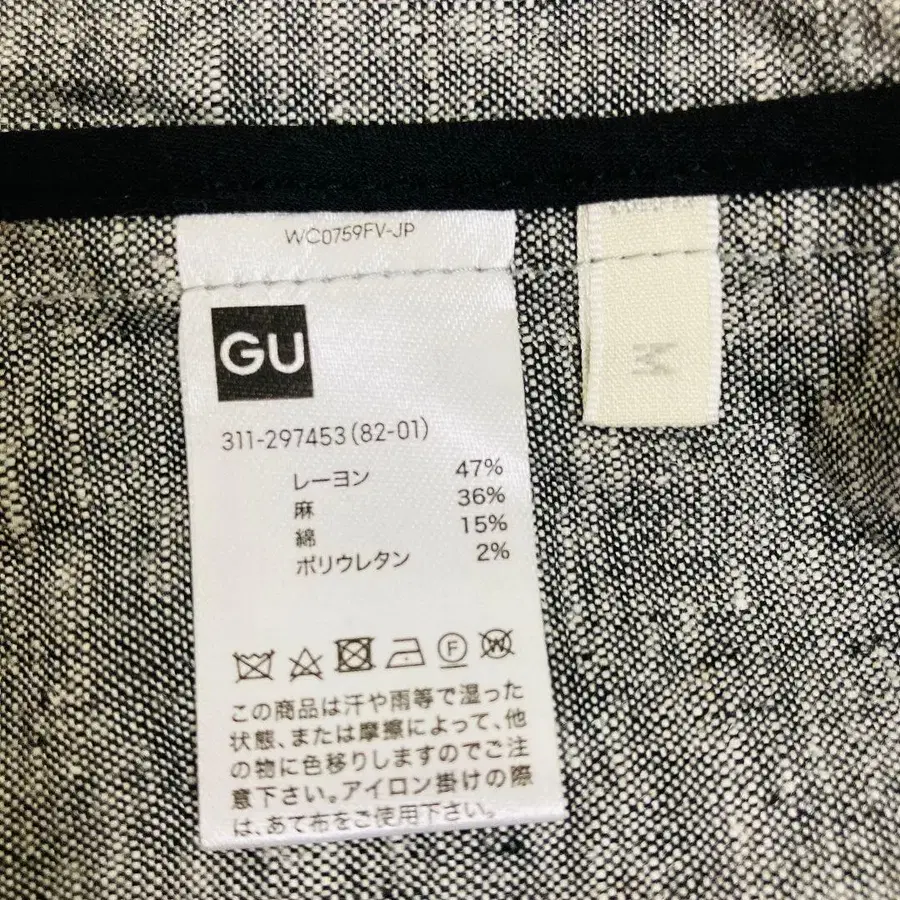 WC0759FV-JP
GU
311-297453(82-01)
レーヨン 47%
麻 36%
綿 15%
ポリウレタン 2%
F W
この商品は汗や雨等で湿った
状態、または摩擦によって、他
の物に色移りしますのでご注
意下さい。アイロン掛けの際
は、あて布をご使用下さい。
M